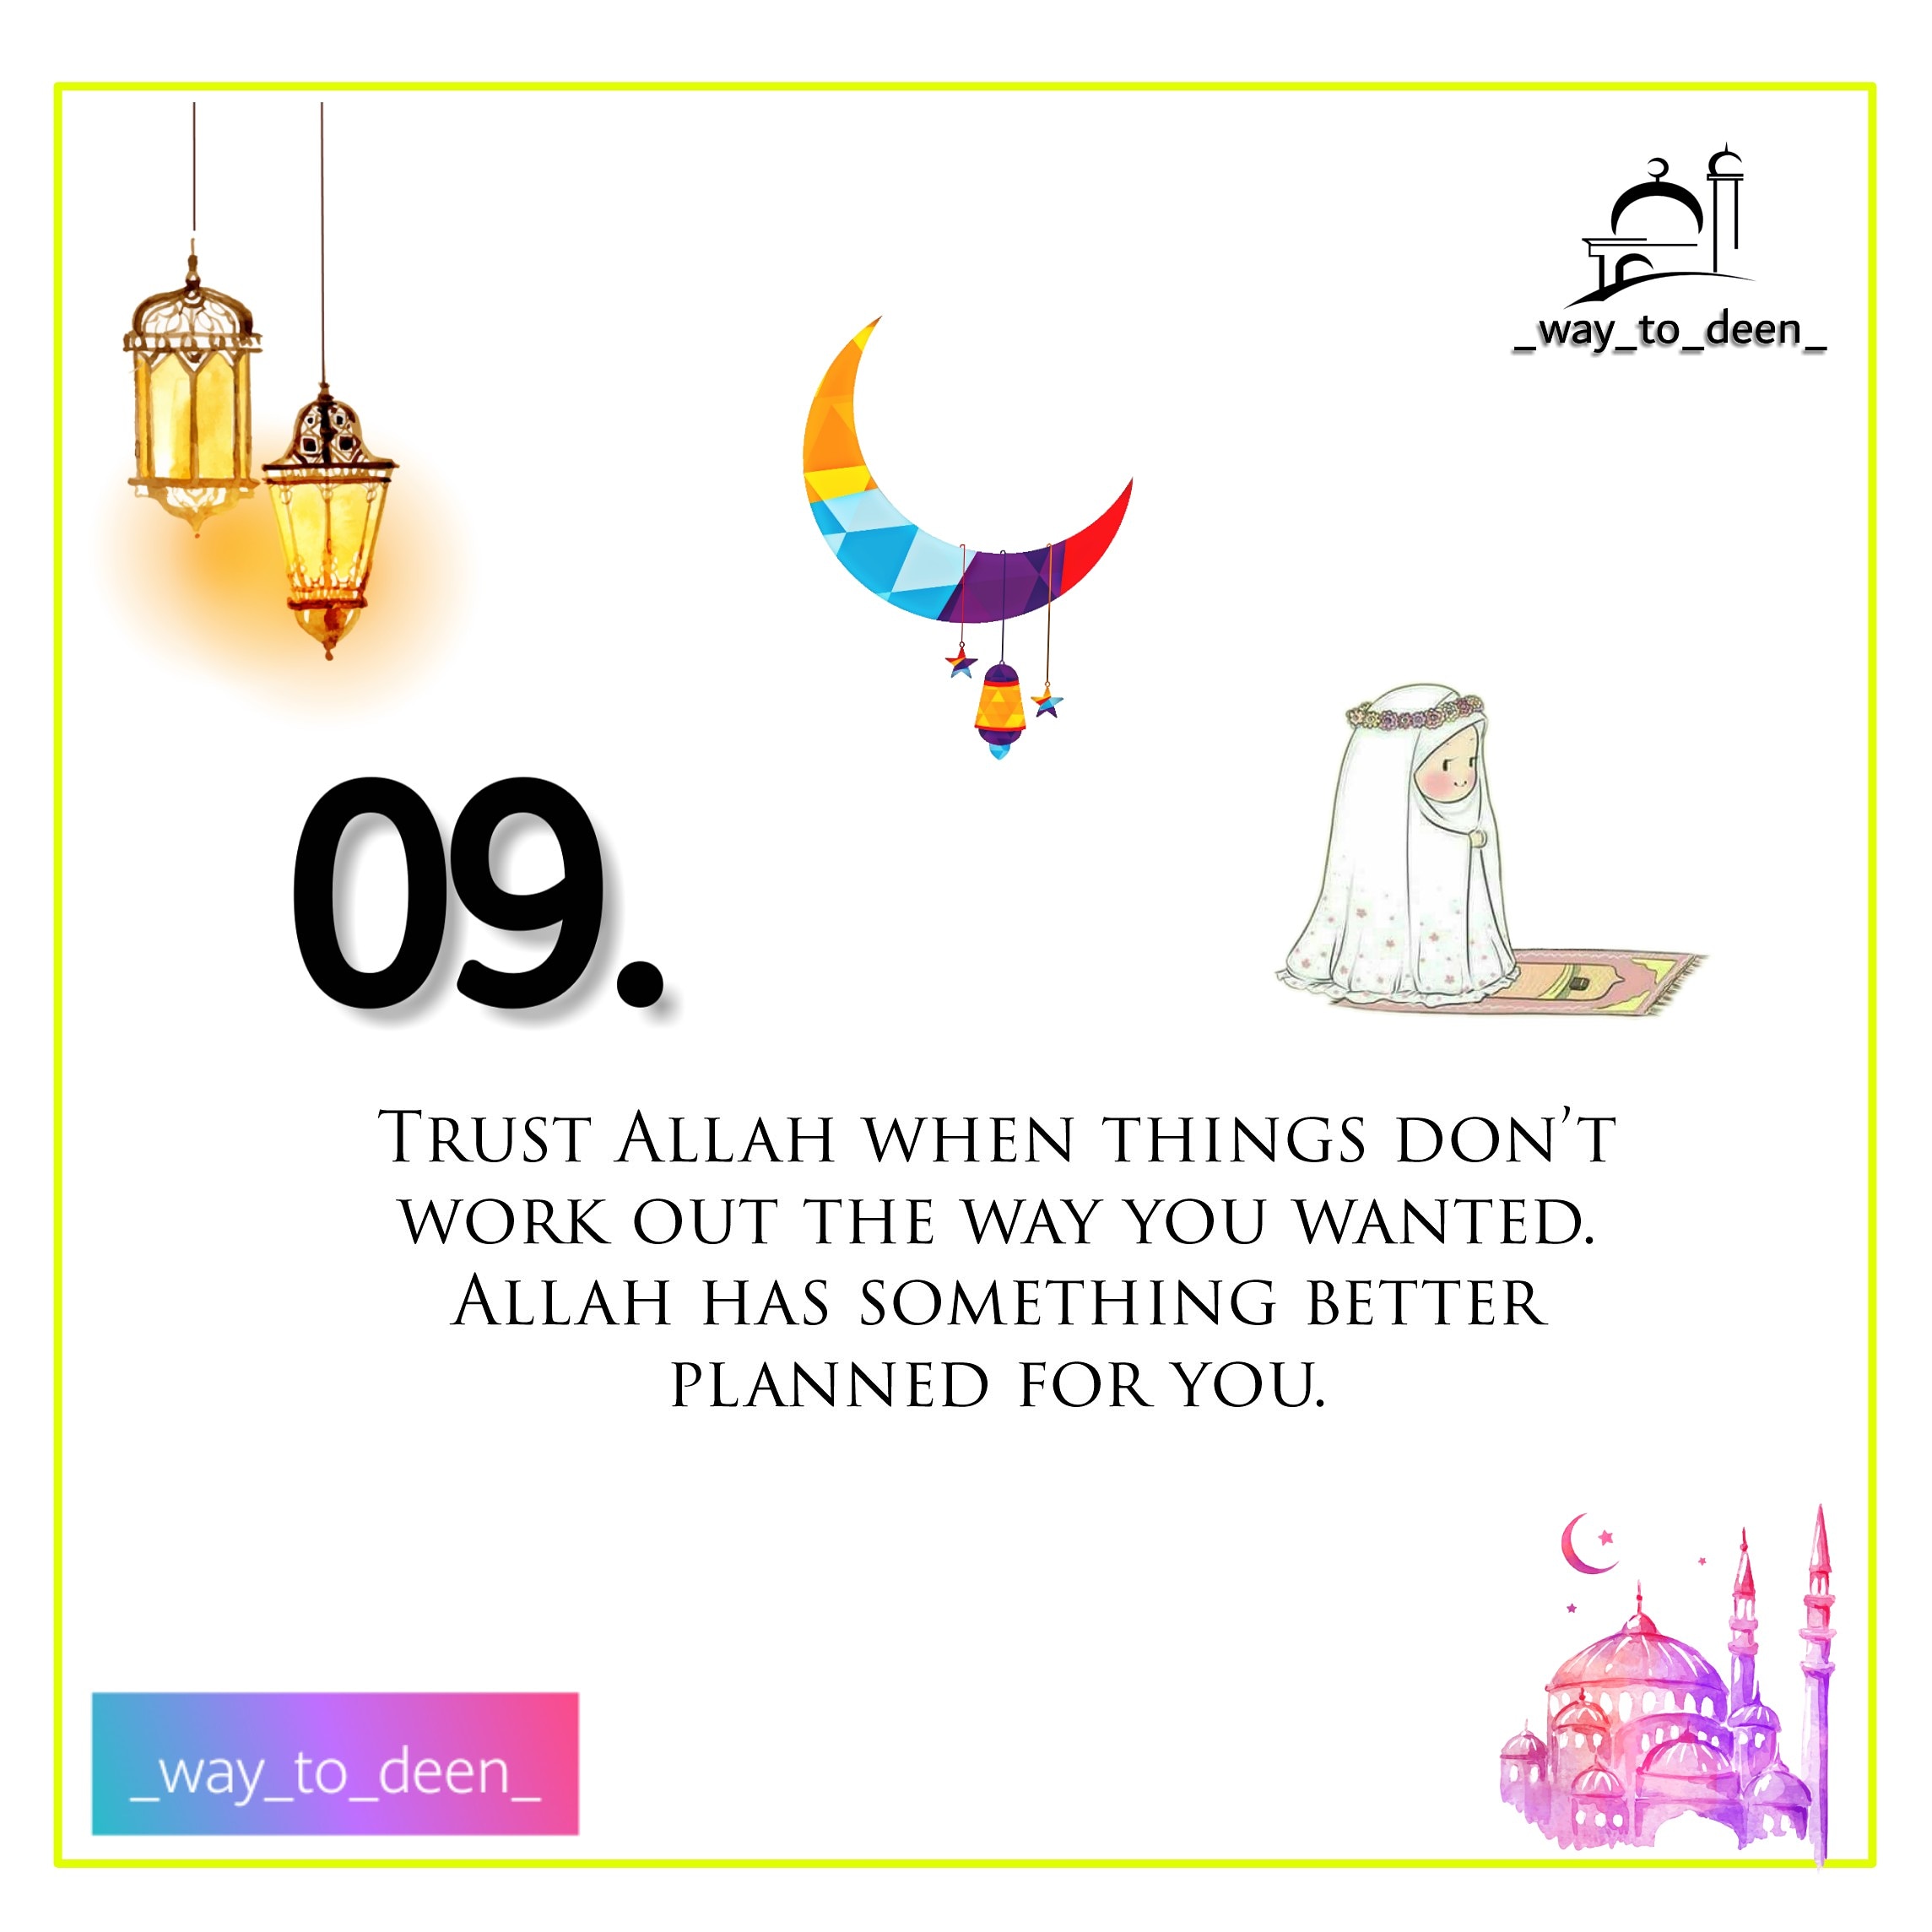 _way_to_deen_
09.
Trust Allah when things don’t
work out the way you wanted.
Allah has something better
planned for you.
_way_to_deen_